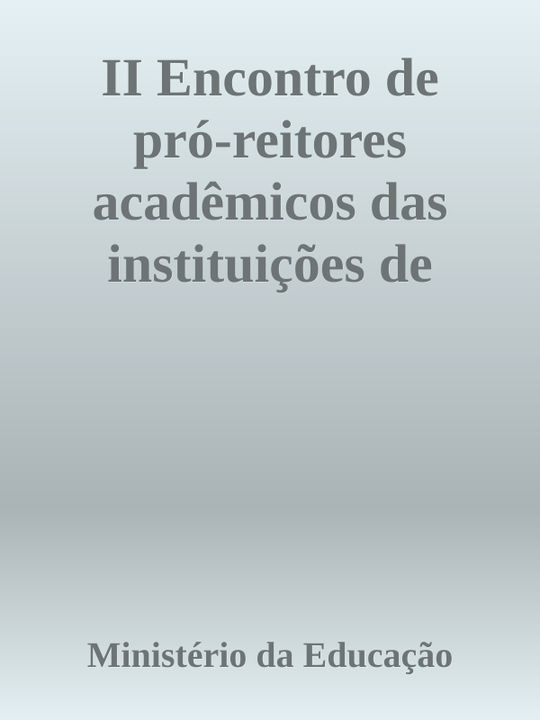 II Encontro de
pró-reitores
acadêmicos das
instituições de
Ministério da Educação